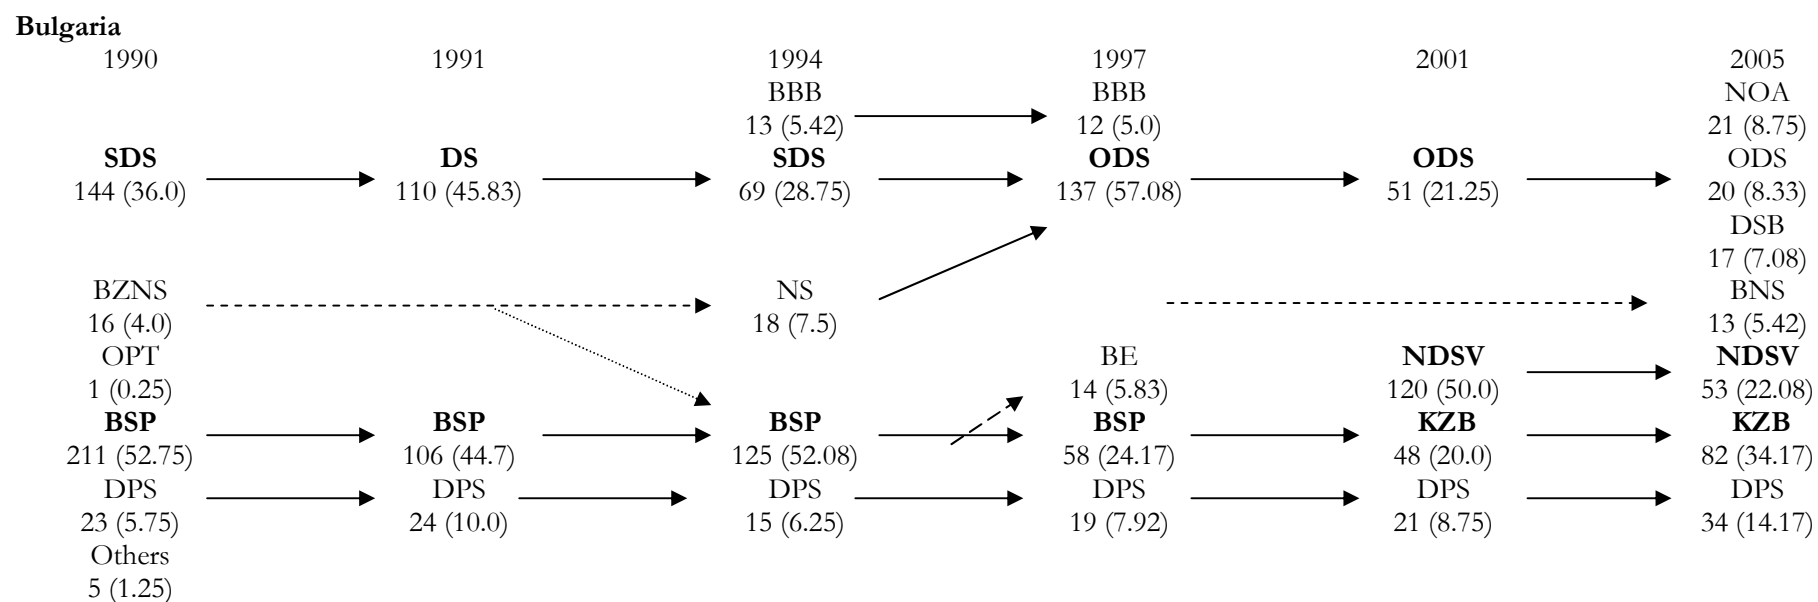 Bulgaria
1990 1991 1994 1997 2001 2005
BBB BBB NOA
13 (5.42) 12 (5.0) 21 (8.75)
SDS DS SDS ODS ODS ODS
144 (36.0) 110 (45.83) 69 (28.75) 137 (57.08) 51 (21.25) 20 (8.33)
DSB
17 (7.08)
BZNS NS BNS
16 (4.0) 18 (7.5) 13 (5.42)
OPT BE NDSV NDSV
1 (0.25) 14 (5.83) 120 (50.0) 53 (22.08)
BSP BSP BSP BSP KZB KZB
211 (52.75) 106 (44.7) 125 (52.08) 58 (24.17) 48 (20.0) 82 (34.17)
DPS DPS DPS DPS DPS DPS
23 (5.75) 24 (10.0) 15 (6.25) 19 (7.92) 21 (8.75) 34 (14.17)
Others
5 (1.25)